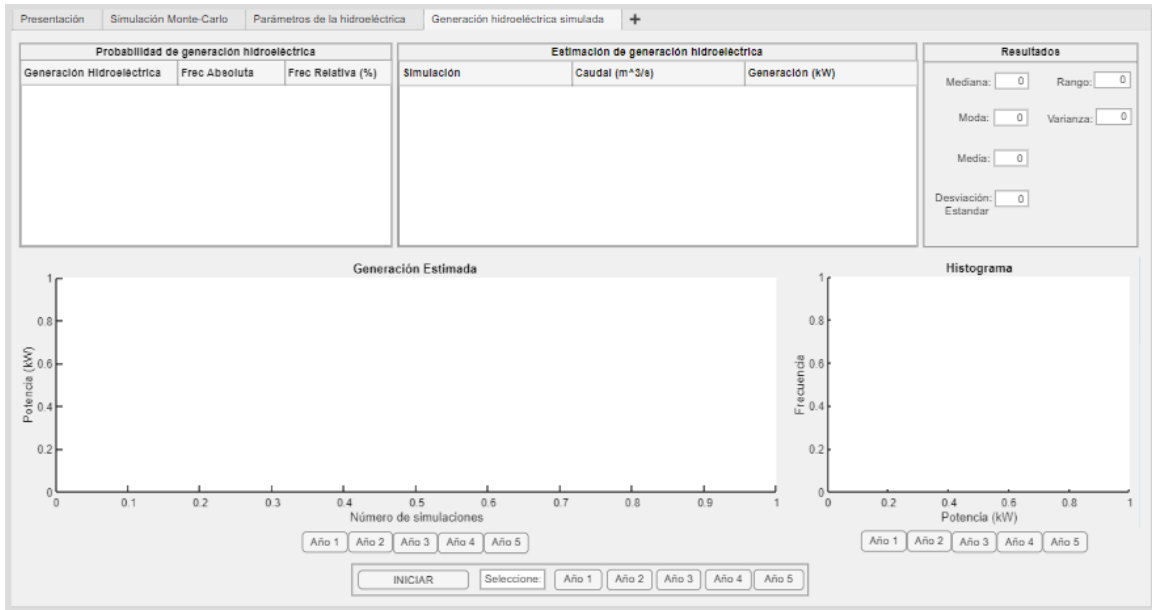 Presentación Simulación Monte-Carlo Parámetros de la hidroeléctrica Generación hidroeléctrica simulada +
Probabilidad de generación hidroeléctrica
Generación Hidroeléctrica Frec Absoluta Frec Relativa (%)
Estimación de generación hidroeléctrica
Simulación Caudal (m^3/s) Generación (kW)
Resultados
Mediana: 0 Rango: 0
Moda: 0 Varianza: 0
Media: 0
Desviación: 0
Estandar
Generación Estimada
Potencia (kW)
1
0.8
0.6
0.4
0.2
0
0 0.1 0.2 0.3 0.4 0.5 0.6 0.7 0.8 0.9 1
Número de simulaciones
Año 1 Año 2 Año 3 Año 4 Año 5
Histograma
Frecuencia
1
0.8
0.6
0.4
0.2
0
0 0.2 0.4 0.6 0.8 1
Potencia (kW)
Año 1 Año 2 Año 3 Año 4 Año 5
INICIAR Seleccione: Año 1 Año 2 Año 3 Año 4 Año 5